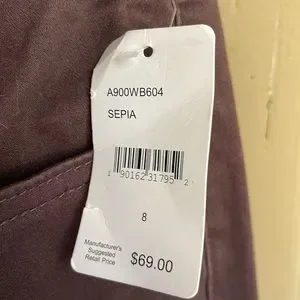 A900WB604
SEPIA
1 90162 31795 2
8
Manufacturer's
Suggested
Retail Price
$69.00